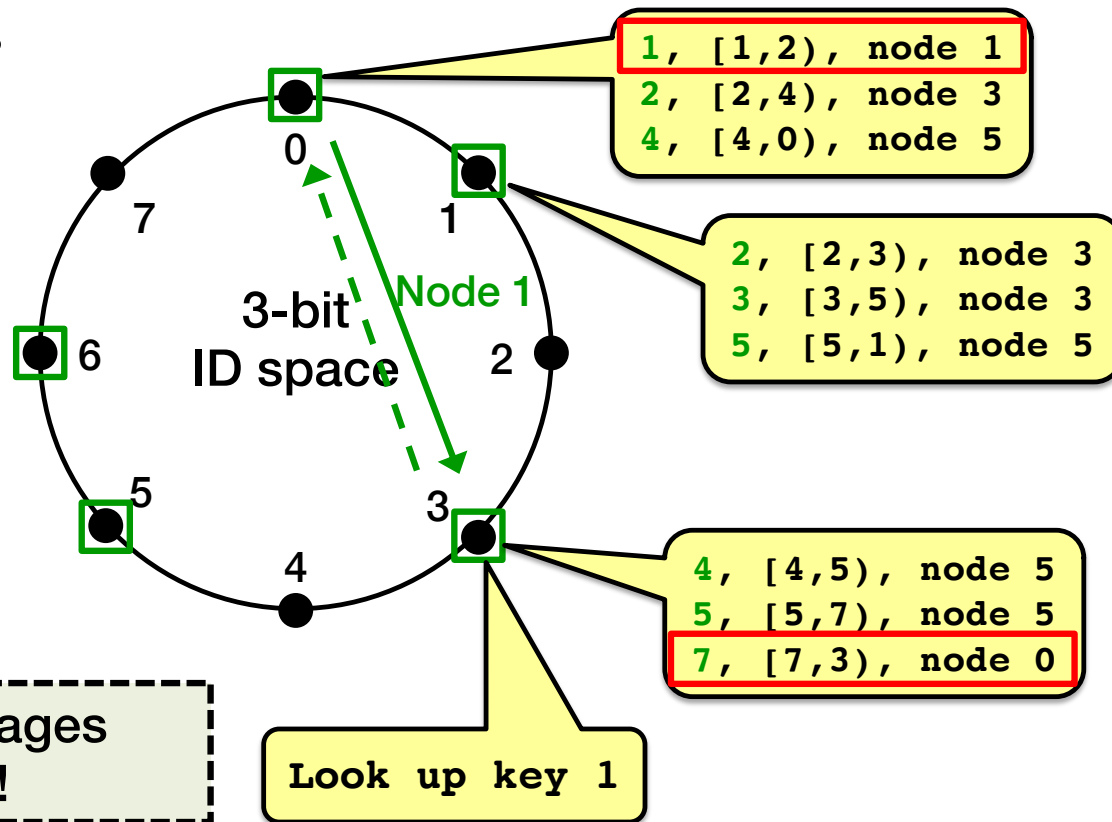 1, [1,2), node 1
2, [2,4), node 3
4, [4,0), node 5
0
1
7
2, [2,3), node 3
3, [3,5), node 3
5, [5,1), node 5
Node 1
3-bit
ID space
6
2
5
3
4
4, [4,5), node 5
5, [5,7), node 5
7, [7,3), node 0
ages
!
Look up key 1